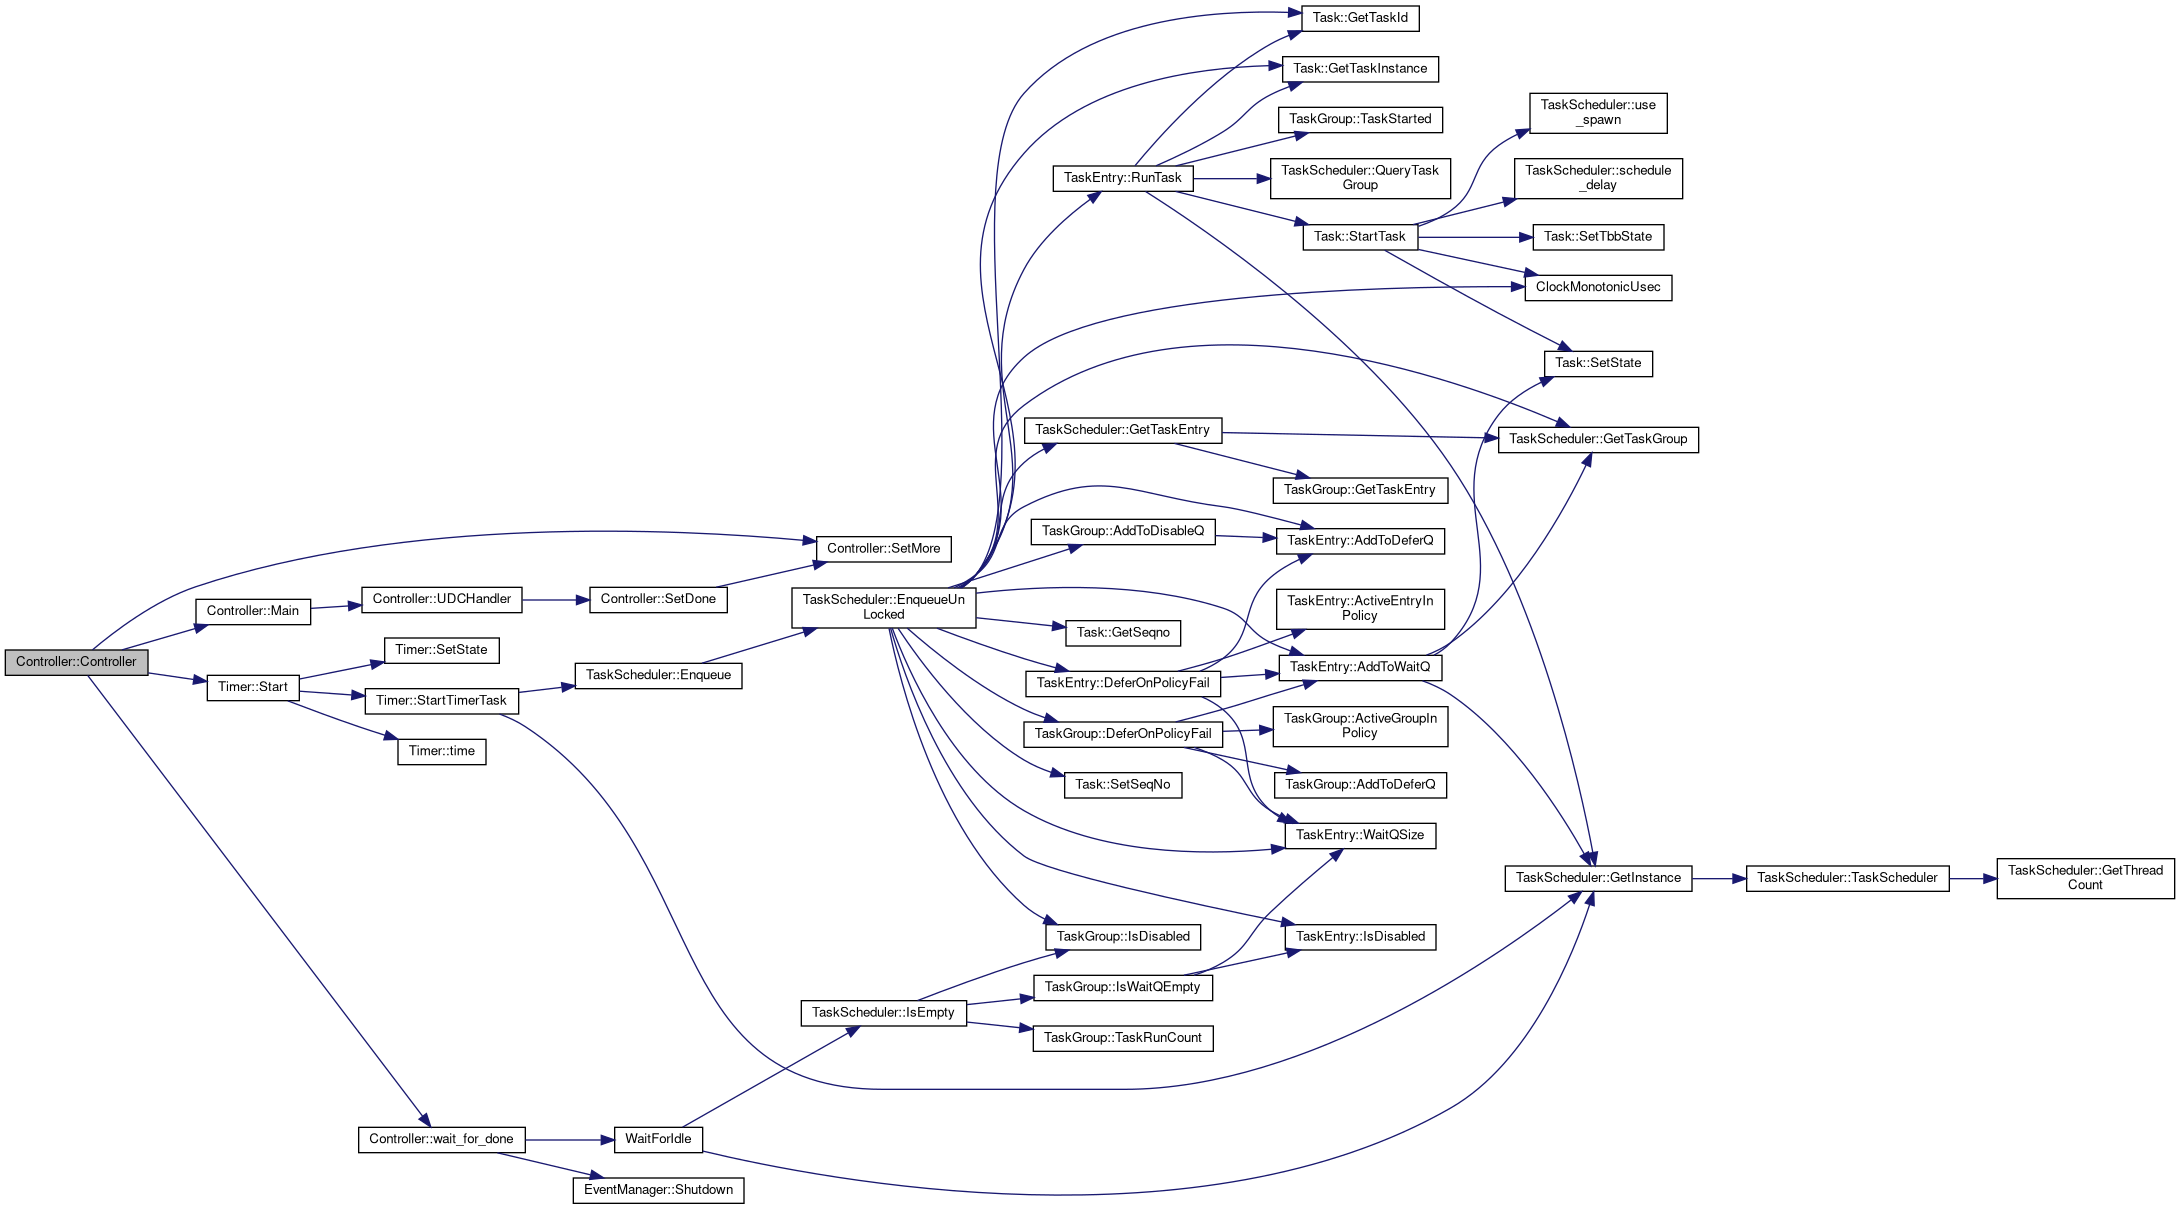 Task::GetTaskId
Task::GetTaskInstance
TaskScheduler::use
_spawn
TaskGroup::TaskStarted
TaskEntry::RunTask
TaskScheduler::QueryTask
Group
TaskScheduler::schedule
_delay
Task::StartTask
Task::SetTbbState
ClockMonotonicUsec
Task::SetState
TaskScheduler::GetTaskEntry
TaskScheduler::GetTaskGroup
TaskGroup::GetTaskEntry
TaskGroup::AddToDisableQ
TaskEntry::AddToDeferQ
Controller::SetMore
Controller::Main
Controller::UDCHandler
Controller::SetDone
TaskScheduler::EnqueueUn
Locked
TaskEntry::ActiveEntryIn
Policy
Task::GetSeqno
Controller::Controller
Timer::SetState
TaskEntry::AddToWaitQ
Timer::Start
Timer::StartTimerTask
TaskScheduler::Enqueue
TaskEntry::DeferOnPolicyFail
TaskGroup::DeferOnPolicyFail
TaskGroup::ActiveGroupIn
Policy
Timer::time
Task::SetSeqNo
TaskGroup::AddToDeferQ
TaskEntry::WaitQSize
TaskScheduler::GetInstance
TaskScheduler::TaskScheduler
TaskScheduler::GetThread
Count
TaskGroup::IsDisabled
TaskEntry::IsDisabled
TaskGroup::IsWaitQEmpty
TaskScheduler::IsEmpty
TaskGroup::TaskRunCount
Controller::wait_for_done
WaitForIdle
EventManager::Shutdown